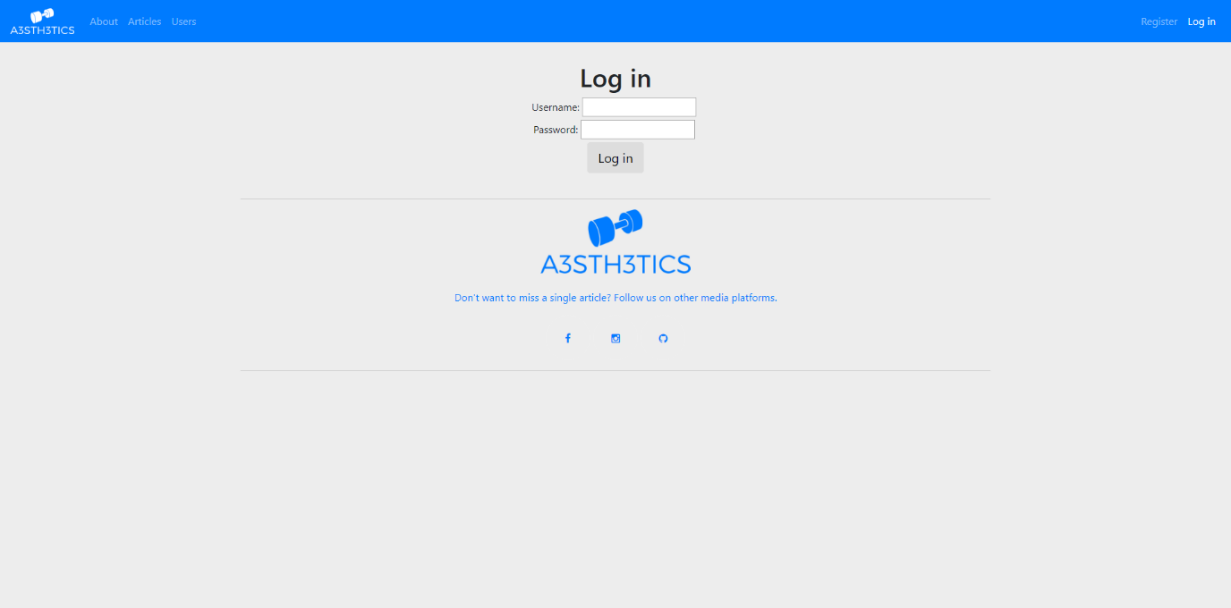 A3STH3TICS About Articles Users Register Log in
Log in
Username:
Password:
Log in
A3STH3TICS
Don't want to miss a single article? Follow us on other media platforms.